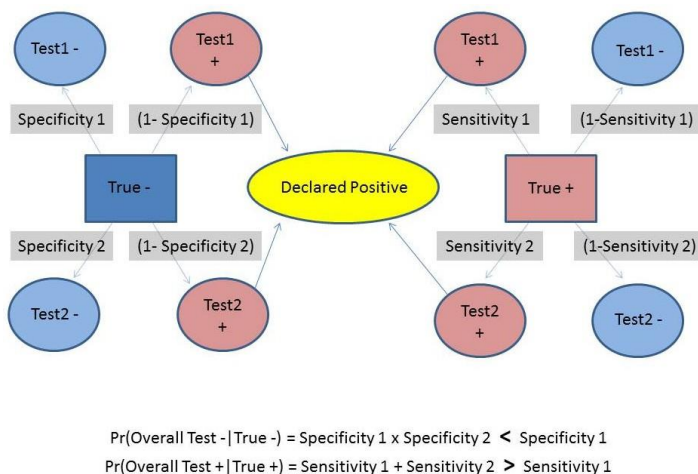 Test1 -
Test1
+
Test1
+
Test1 -
Specificity 1
(1- Specificity 1)
Sensitivity 1
(1-Sensitivity 1)
True -
Declared Positive
True +
Specificity 2
(1- Specificity 2)
Sensitivity 2
(1-Sensitivity 2)
Test2 -
Test2
+
Test2
+
Test2 -
Pr(Overall Test -|True -) = Specificity 1 x Specificity 2 < Specificity 1
Pr(Overall Test +|True +) = Sensitivity 1 + Sensitivity 2 > Sensitivity 1